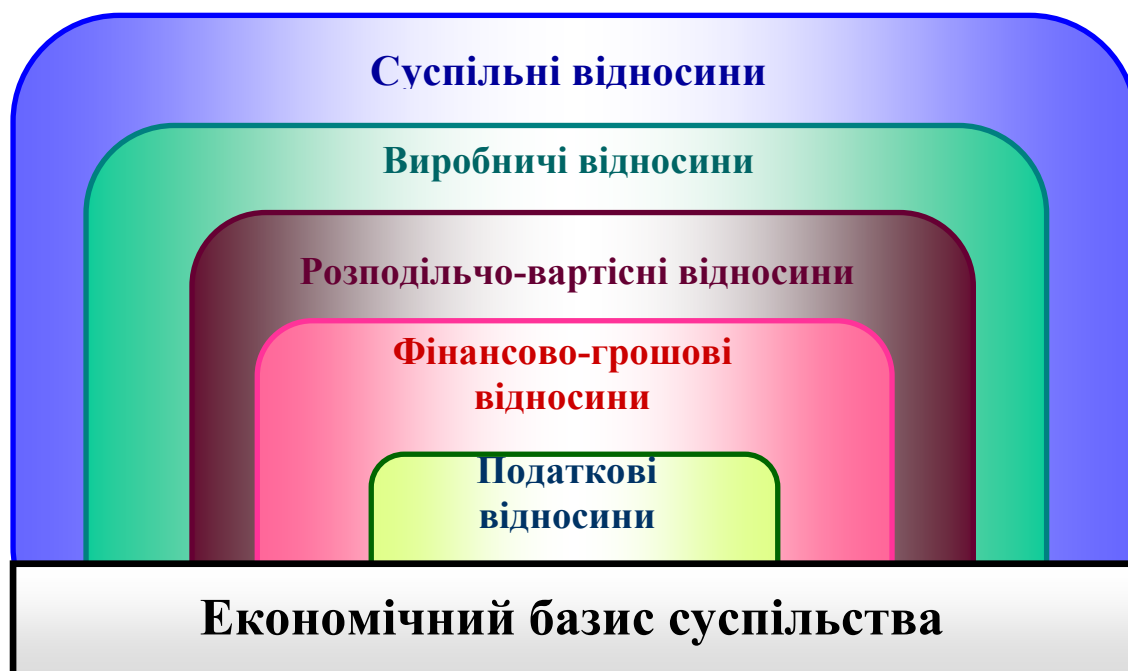 Суспільні відносини
Виробничі відносини
Розподільчо-вартісні відносини
Фінансово-грошові
відносини
Податкові
відносини
Економічний базис суспільства